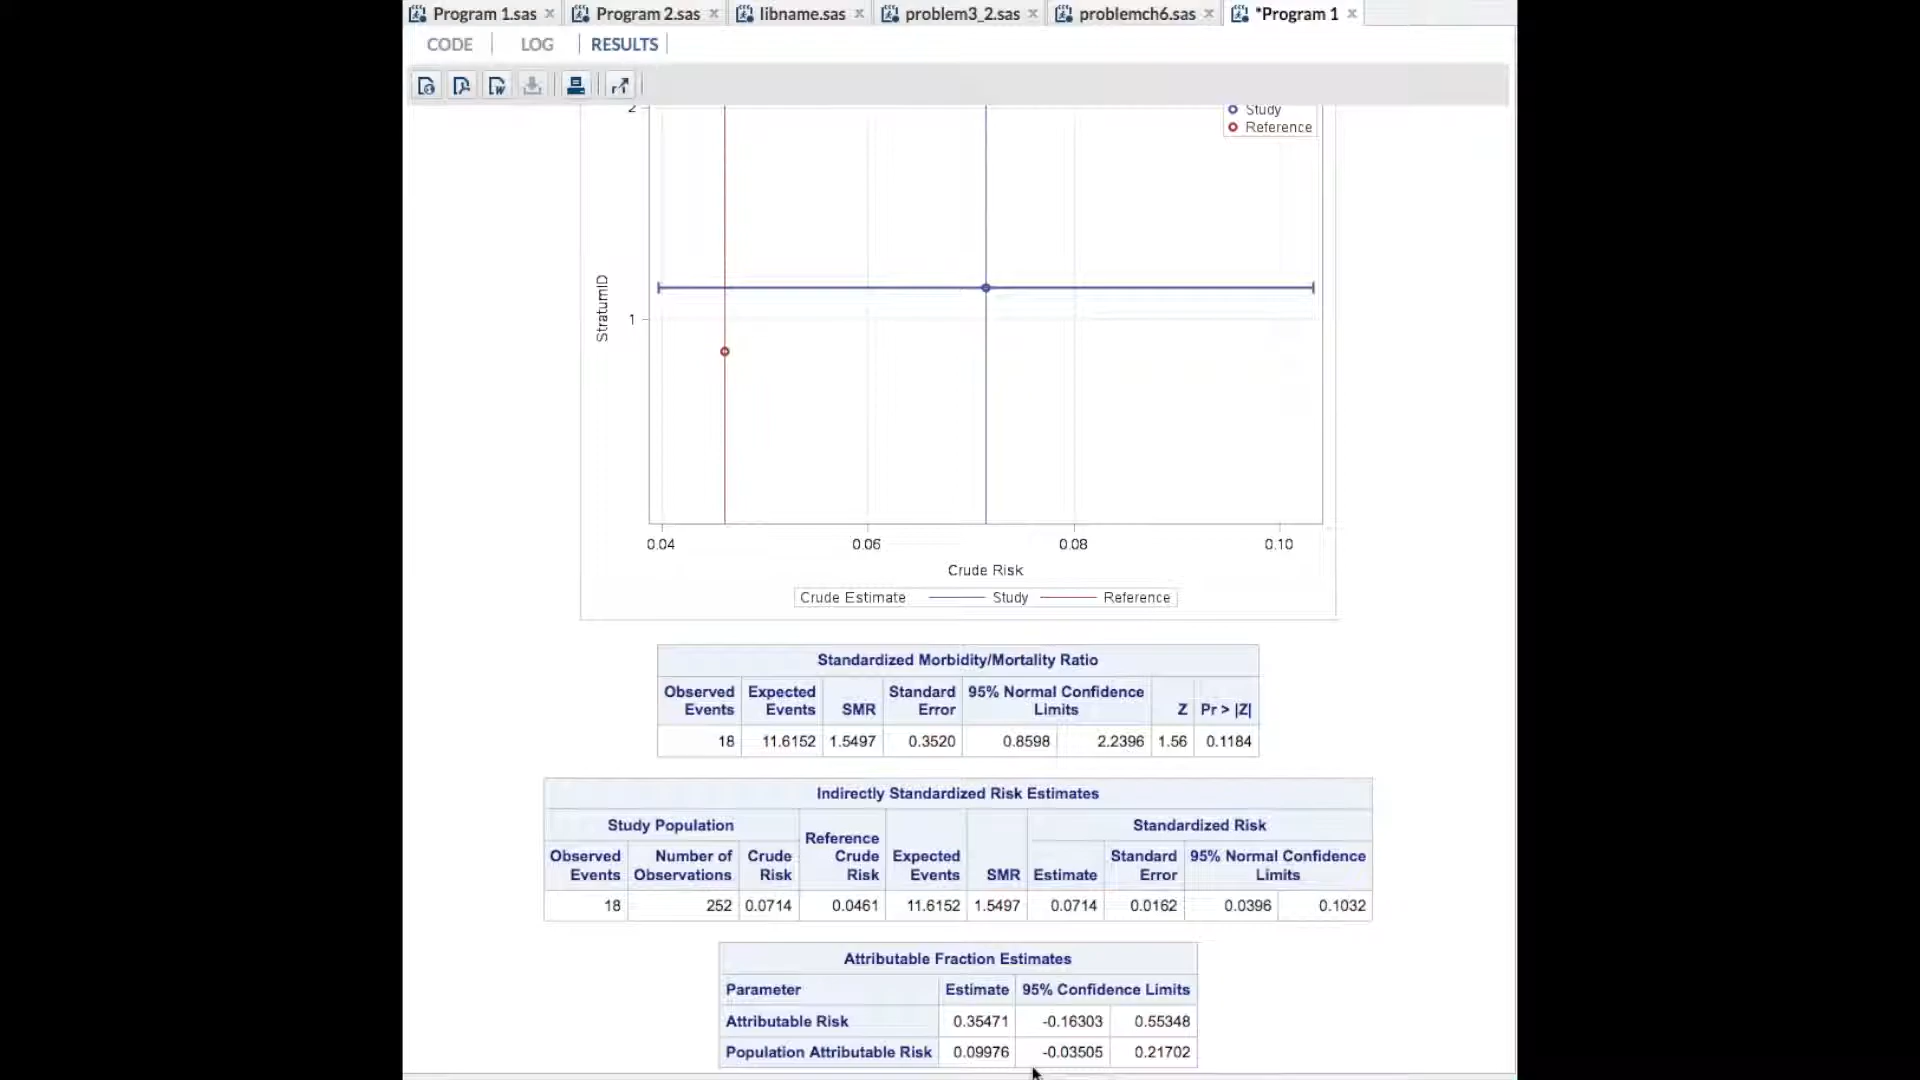 Program 1.sas × Program 2.sas × libname.sas × problem3_2.sas × problemch6.sas × *Program 1 ×
CODE LOG RESULTS
2
Study
Reference
StratumID
1
0.04 0.06 0.08 0.10
Crude Risk
Crude Estimate Study Reference
Standardized Morbidity/Mortality Ratio
Observed Expected Standard 95% Normal Confidence
Events Events SMR Error Limits Z Pr > |Z|
18 11.6152 1.5497 0.3520 0.8598 2.2396 1.56 0.1184
Indirectly Standardized Risk Estimates
Study Population Standardized Risk
Reference
Observed Number of Crude Crude Expected Standard 95% Normal Confidence
Events Observations Risk Risk Events SMR Estimate Error Limits
18 252 0.0714 0.0461 11.6152 1.5497 0.0714 0.0162 0.0396 0.1032
Attributable Fraction Estimates
Parameter Estimate 95% Confidence Limits
Attributable Risk 0.35471 -0.16303 0.55348
Population Attributable Risk 0.09976 -0.03505 0.21702